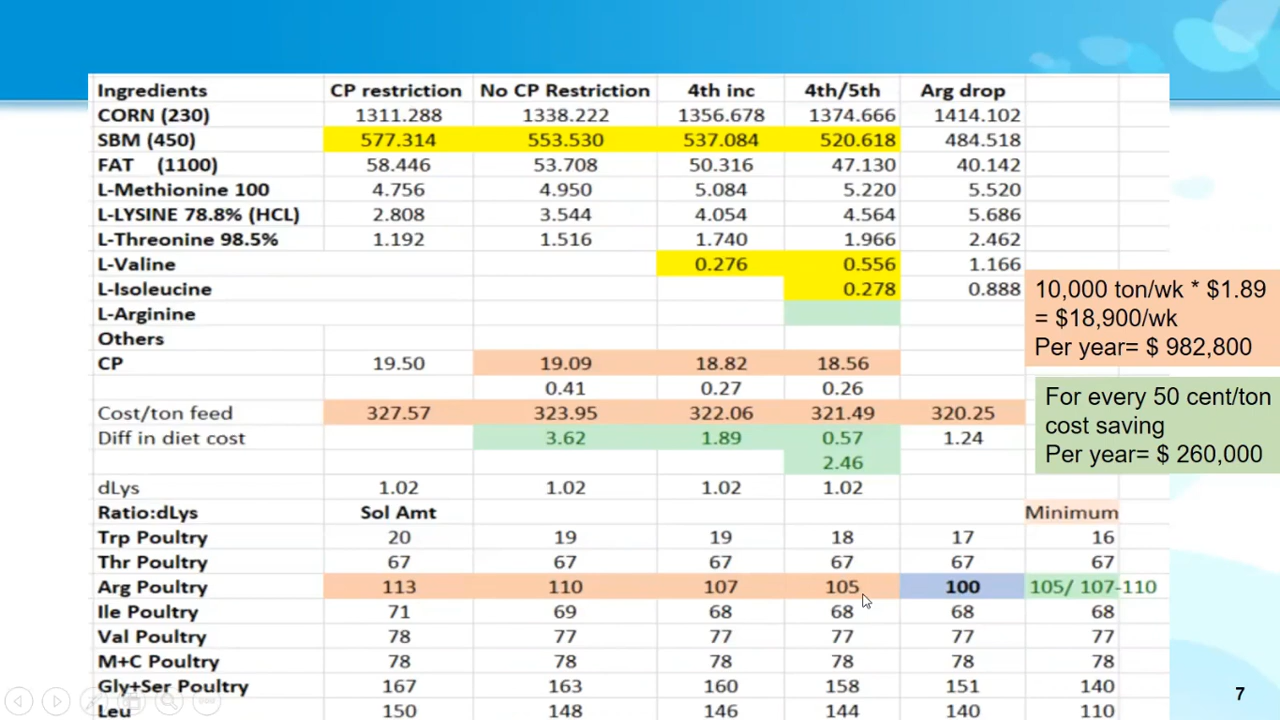 Ingredients CP restriction No CP Restriction 4th inc 4th/5th Arg drop
CORN (230) 1311.288 1338.222 1356.678 1374.666 1414.102
SBM (450) 577.314 553.530 537.084 520.618 484.518
FAT (1100) 58.446 53.708 50.316 47.130 40.142
L-Methionine 100 4.756 4.950 5.084 5.220 5.520
L-LYSINE 78.8% (HCL) 2.808 3.544 4.054 4.564 5.686
L-Threonine 98.5% 1.192 1.516 1.740 1.966 2.462
L-Valine 0.276 0.556 1.166
L-Isoleucine 0.278 0.888
L-Arginine
Others
CP 19.50 19.09 18.82 18.56
0.41 0.27 0.26
Cost/ton feed 327.57 323.95 322.06 321.49 320.25
Diff in diet cost 3.62 1.89 0.57 1.24
2.46
dLys 1.02 1.02 1.02 1.02
Ratio:dLys Sol Amt Minimum
Trp Poultry 20 19 19 18 17 16
Thr Poultry 67 67 67 67 67 67
Arg Poultry 113 110 107 105 100 105/ 107-110
Ile Poultry 71 69 68 68 68 68
Val Poultry 78 77 77 77 77 77
M+C Poultry 78 78 78 78 78 78
Gly+Ser Poultry 167 163 160 158 151 140
Leu 150 148 146 144 140 110
10,000 ton/wk * $1.89
= $18,900/wk
Per year= $ 982,800
For every 50 cent/ton
cost saving
Per year= $ 260,000
7